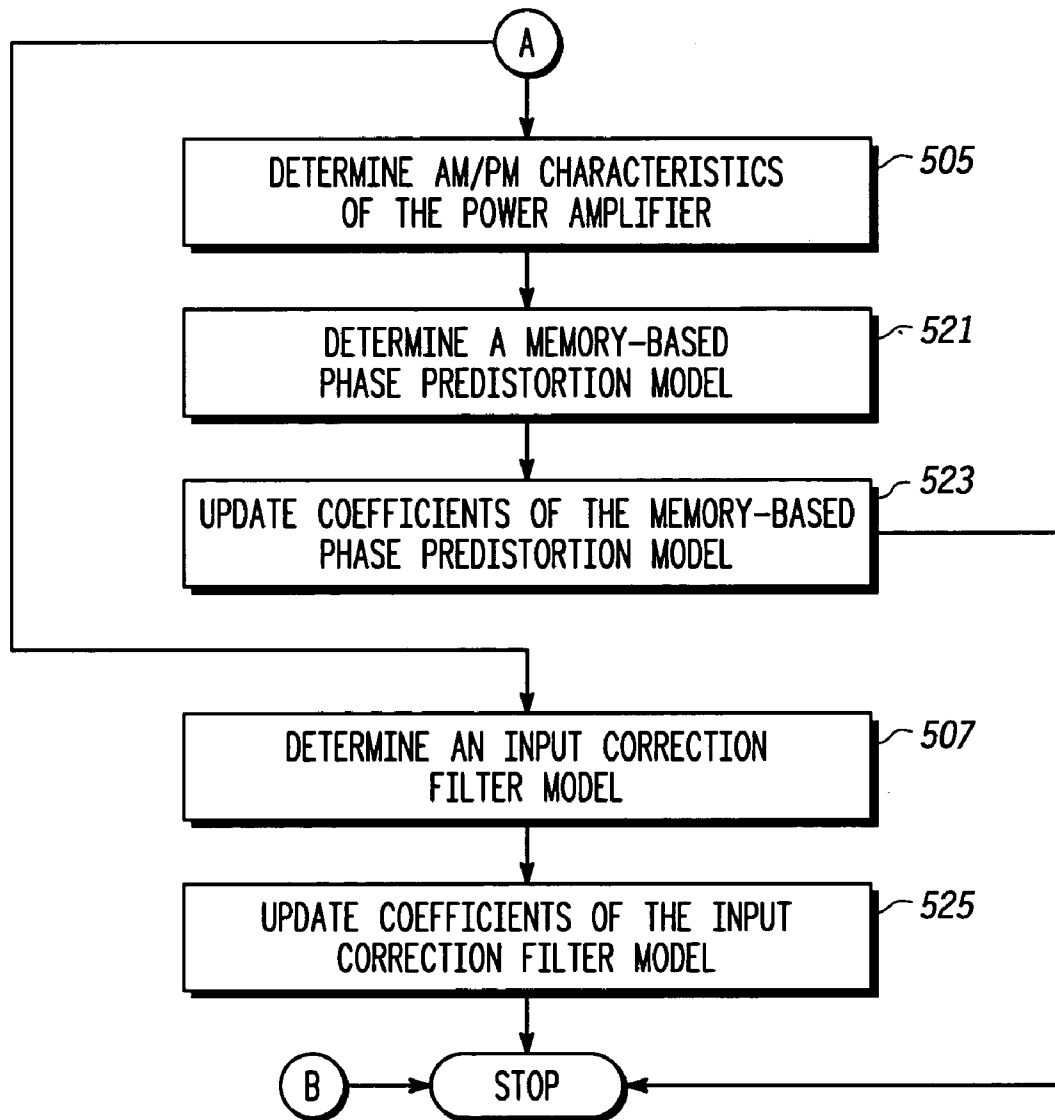 A
DETERMINE AM/PM CHARACTERISTICS
OF THE POWER AMPLIFIER
505
DETERMINE A MEMORY-BASED
PHASE PREDISTORTION MODEL
521
UPDATE COEFFICIENTS OF THE MEMORY-BASED
PHASE PREDISTORTION MODEL
523
DETERMINE AN INPUT CORRECTION
FILTER MODEL
507
UPDATE COEFFICIENTS OF THE INPUT
CORRECTION FILTER MODEL
525
B
STOP